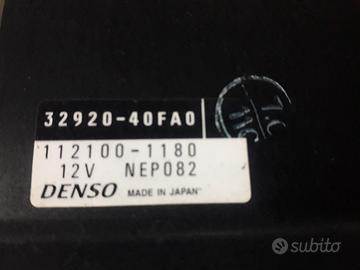 32920-40FA0
112100-1180
12V NEP082
DENSO MADE IN JAPAN
subito